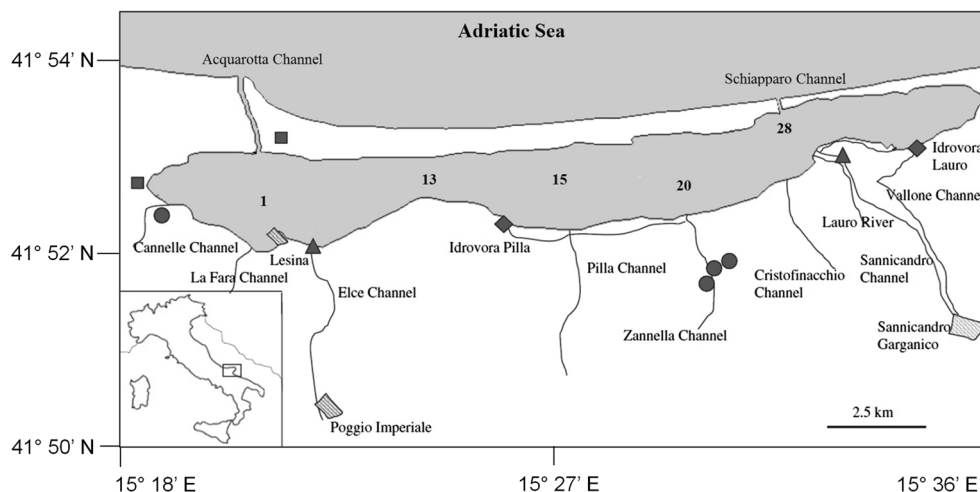 Adriatic Sea
41° 54’ N
Acquarotta Channel
Schiapparo Channel
28
Idrovora
Lauro
13
15
20
1
Vallone Channe
Lauro River
Cannelle Channel
Lesina
Idrovora Pilla
41° 52’ N
La Fara Channel
Pilla Channel
Cristofinacchio
Channel
Sannicandro
Channel
Elce Channel
Zannella Channel
Sannicandro
Garganico
2.5 km
Poggio Imperiale
41° 50’ N
15° 18’ E
15° 27’ E
15° 36’ E